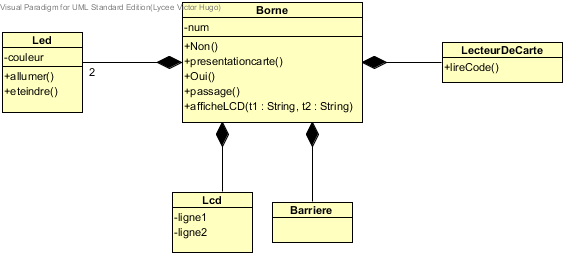 Visual Paradigm for UML Standard Edition(Lycee Victor Hugo)
Borne
-num
+Non()
+presentationcarte()
+Oui()
+passage()
+afficheLCD(t1 : String, t2 : String)
Led
-couleur
+allumer()
+eteindre()
2
LecteurDeCarte
+lireCode()
Lcd
-ligne1
-ligne2
Barriere